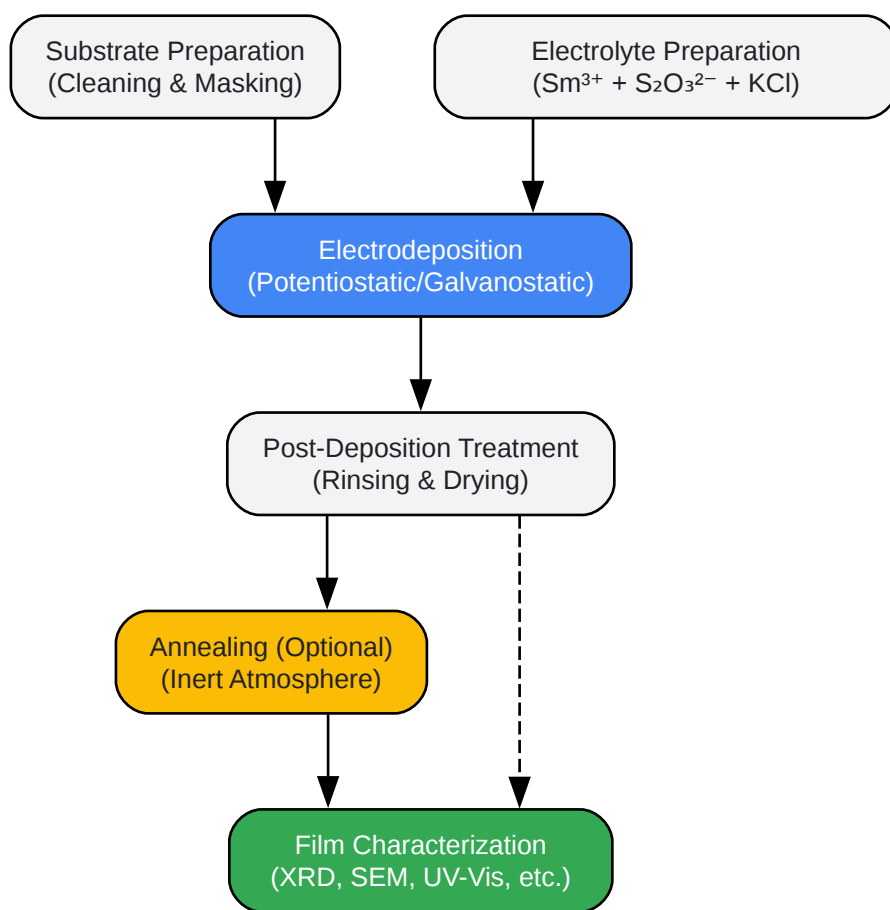 Substrate Preparation
(Cleaning & Masking)
Electrolyte Preparation
(Sm³⁺ + S₂O₃²⁻ + KCl)
Electrodeposition
(Potentiostatic/Galvanostatic)
Post-Deposition Treatment
(Rinsing & Drying)
Annealing (Optional)
(Inert Atmosphere)
Film Characterization
(XRD, SEM, UV-Vis, etc.)